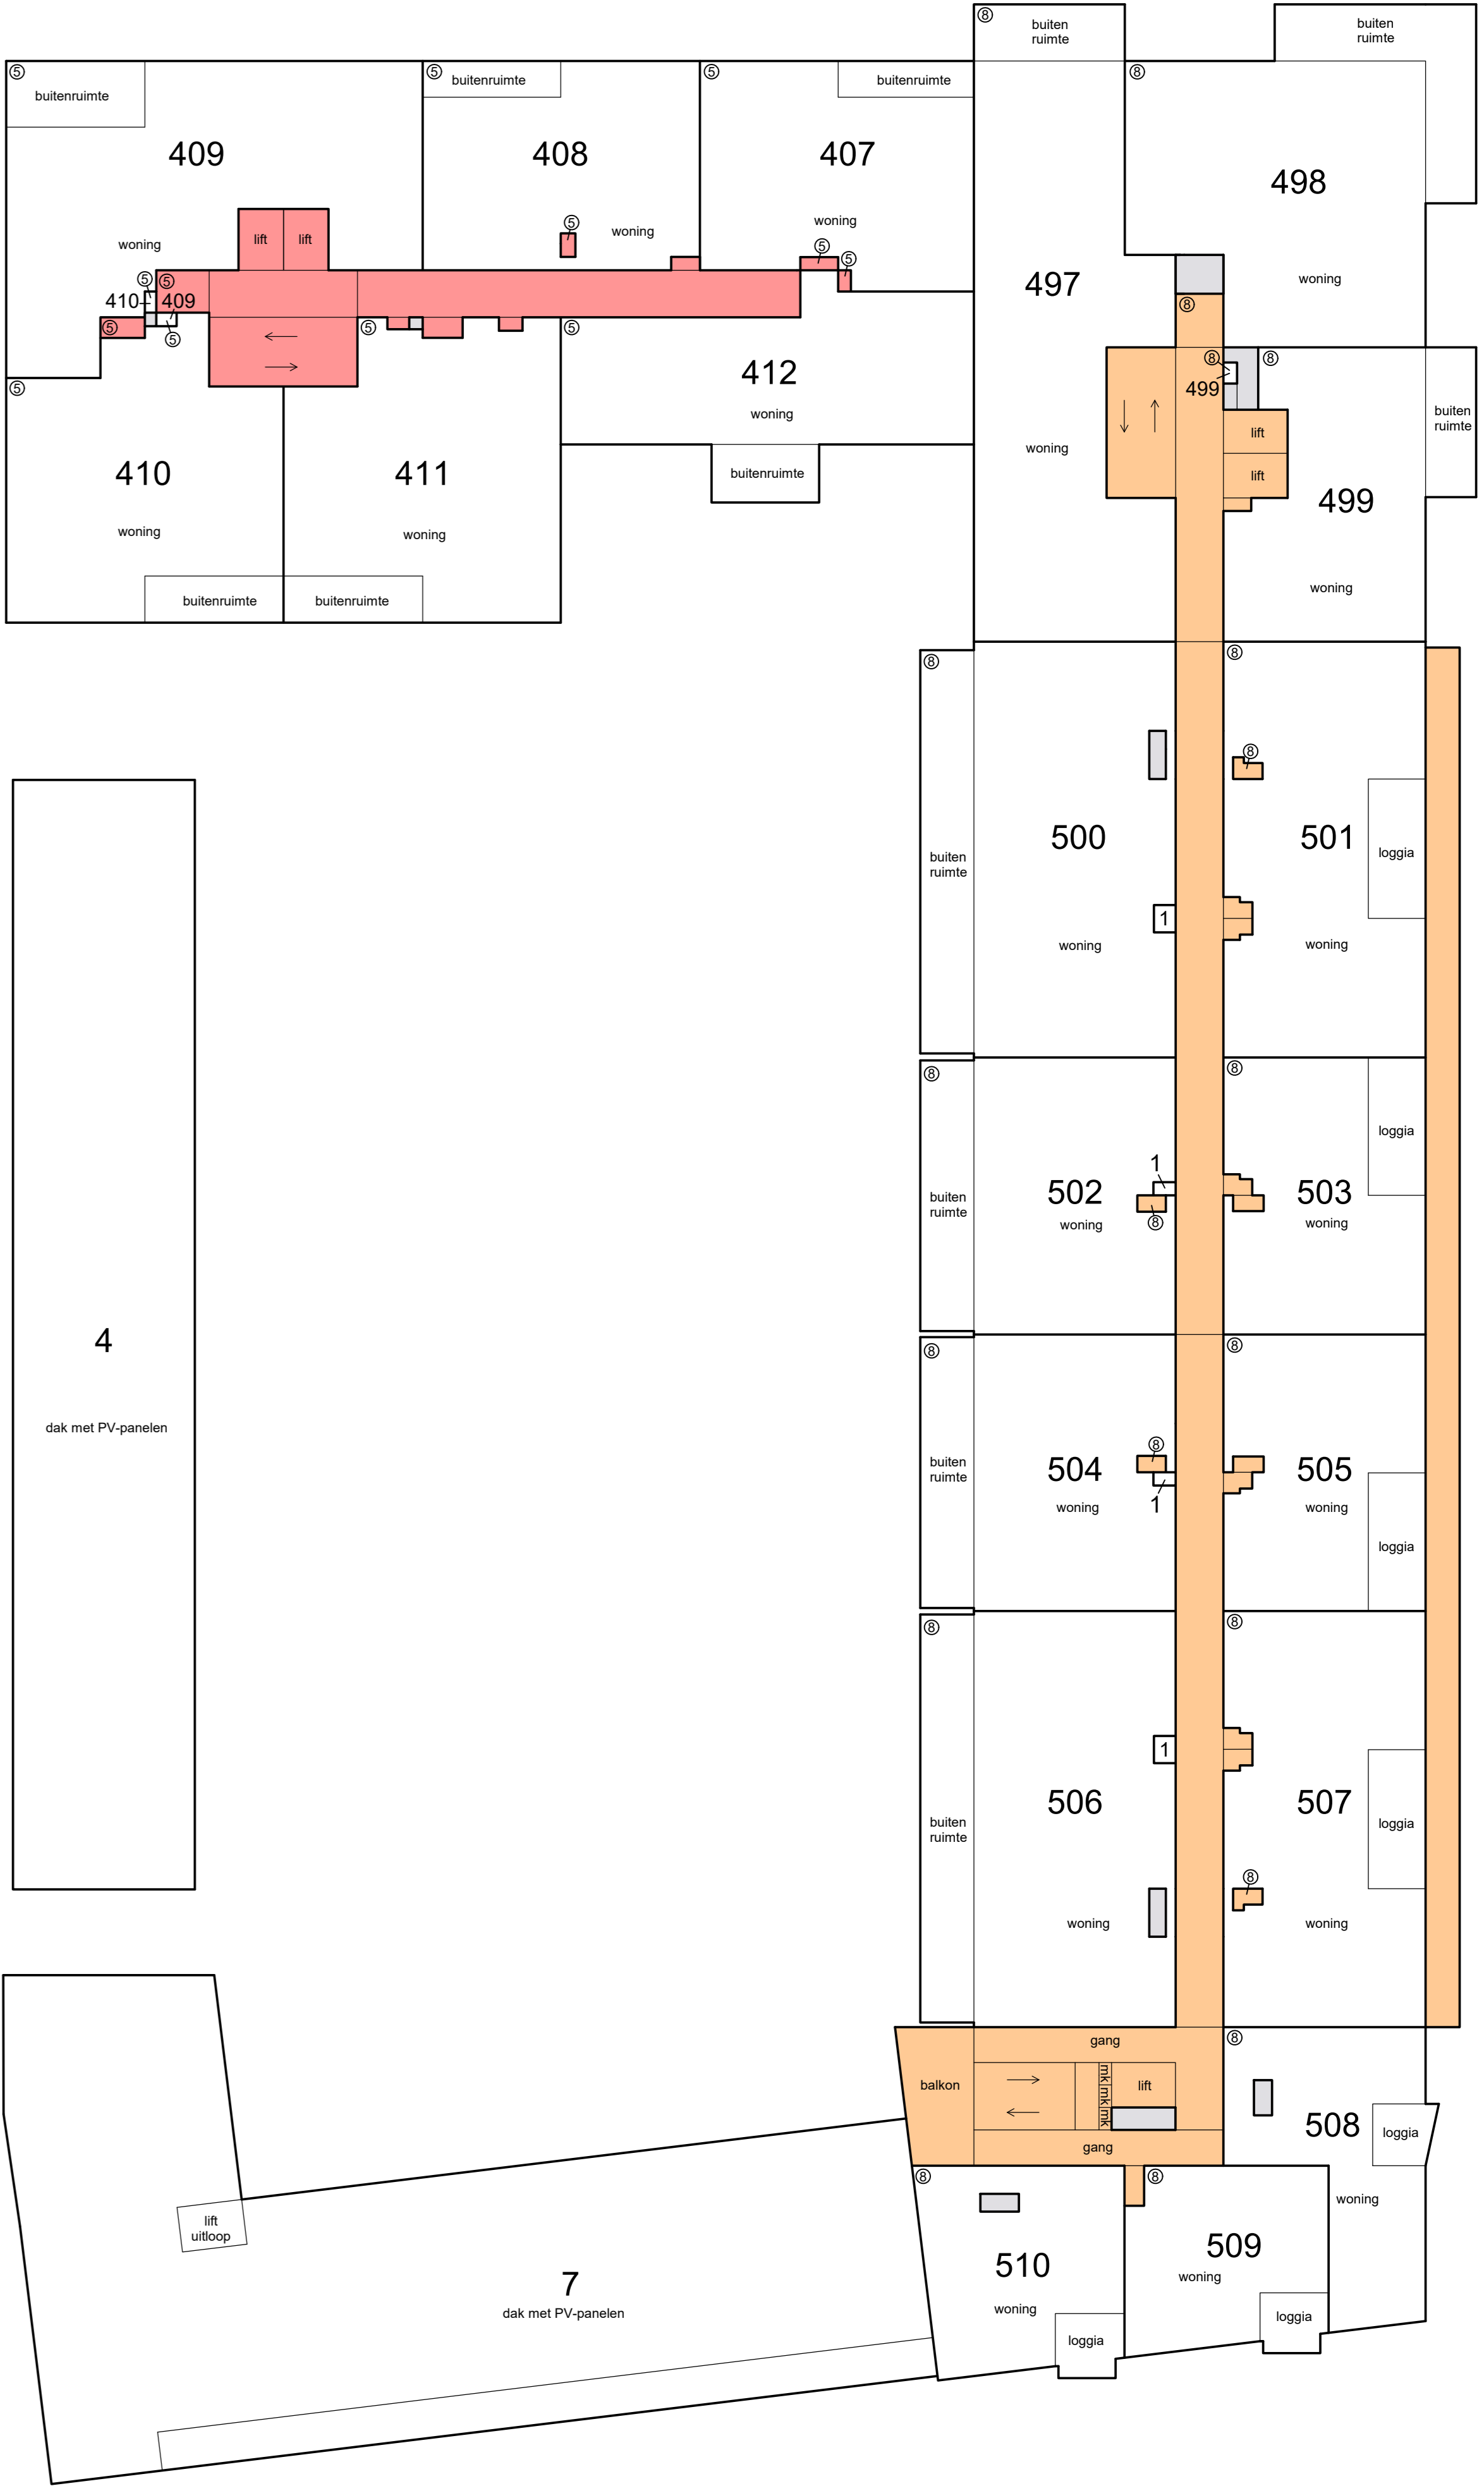 ⑧
buiten
ruimte
buiten
ruimte
⑤
buitenruimte
⑤
buitenruimte
⑤
buitenruimte
⑧
409
408
407
498
woning
lift
lift
⑤
woning
woning
⑤
⑤
497
woning
⑤
⑤
410
409
⑤
⑤
⑧
⑤
⑤
412
woning
⑤
⑧
499
⑧
buiten
ruimte
lift
lift
woning
410
woning
411
woning
buitenruimte
499
woning
buitenruimte
buitenruimte
⑧
⑧
⑧
500
501
loggia
buiten
ruimte
1
woning
woning
⑧
⑧
loggia
1
502
503
buiten
ruimte
⑧
woning
woning
4
dak met PV-panelen
⑧
⑧
⑧
504
505
buiten
ruimte
1
woning
woning
loggia
⑧
⑧
1
506
507
buiten
ruimte
loggia
⑧
woning
woning
gang
⑧
balkon
mk
mk
mk
lift
508
loggia
gang
⑧
⑧
woning
lift
uitloop
510
509
woning
7
dak met PV-panelen
woning
loggia
loggia